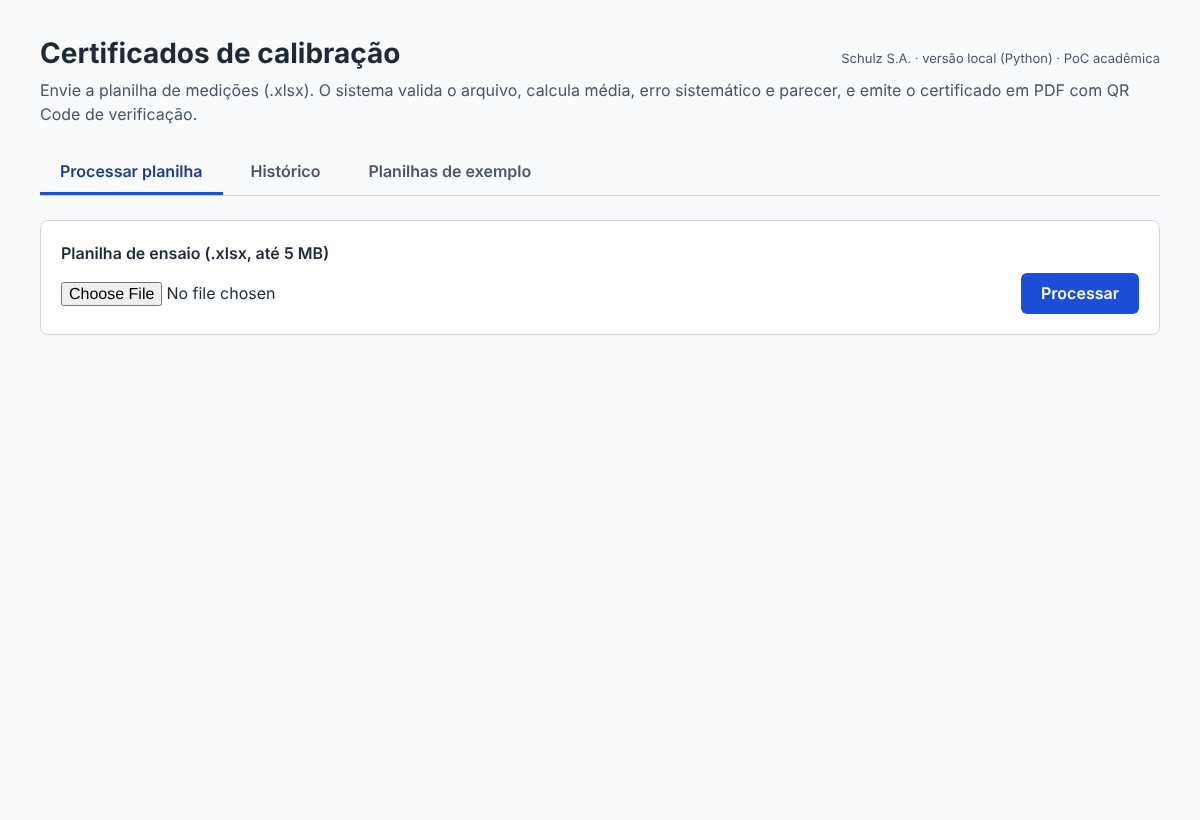 Certificados de calibração
Schulz S.A. · versão local (Python) · PoC acadêmica
Envie a planilha de medições (.xlsx). O sistema valida o arquivo, calcula média, erro sistemático e parecer, e emite o certificado em PDF com QR
Code de verificação.
Processar planilha
Histórico
Planilhas de exemplo
Planilha de ensaio (.xlsx, até 5 MB)
Choose File No file chosen
Processar